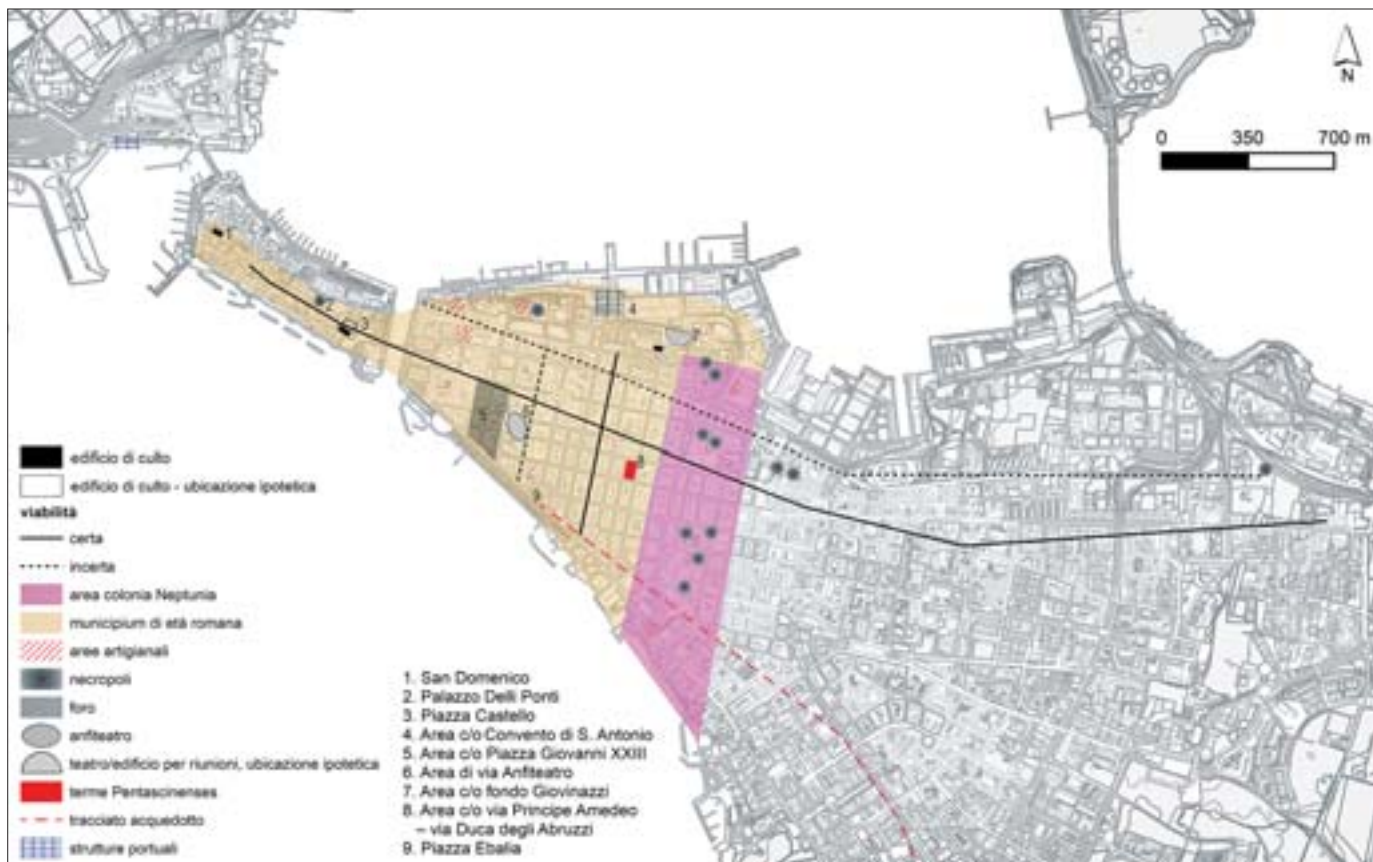 N
0 350 700 m
1
2
3
4
edificio di culto
edificio di culto - ubicazione ipotetica
viabilità
certa
incerta
area colonia Neptunia
municipium di età romana
aree artigianali
necropoli
foro
anfiteatro
teatro/edificio per riunioni, ubicazione ipotetica
terme Pentascinenses
tracciato acquedotto
strutture portuali
1. San Domenico
2. Palazzo Delli Ponti
3. Piazza Castello
4. Area c/o Convento di S. Antonio
5. Area c/o Piazza Giovanni XXIII
6. Area di via Anfiteatro
7. Area c/o fondo Giovinazzi
8. Area c/o via Principe Amedeo
– via Duca degli Abruzzi
9. Piazza Ebalia